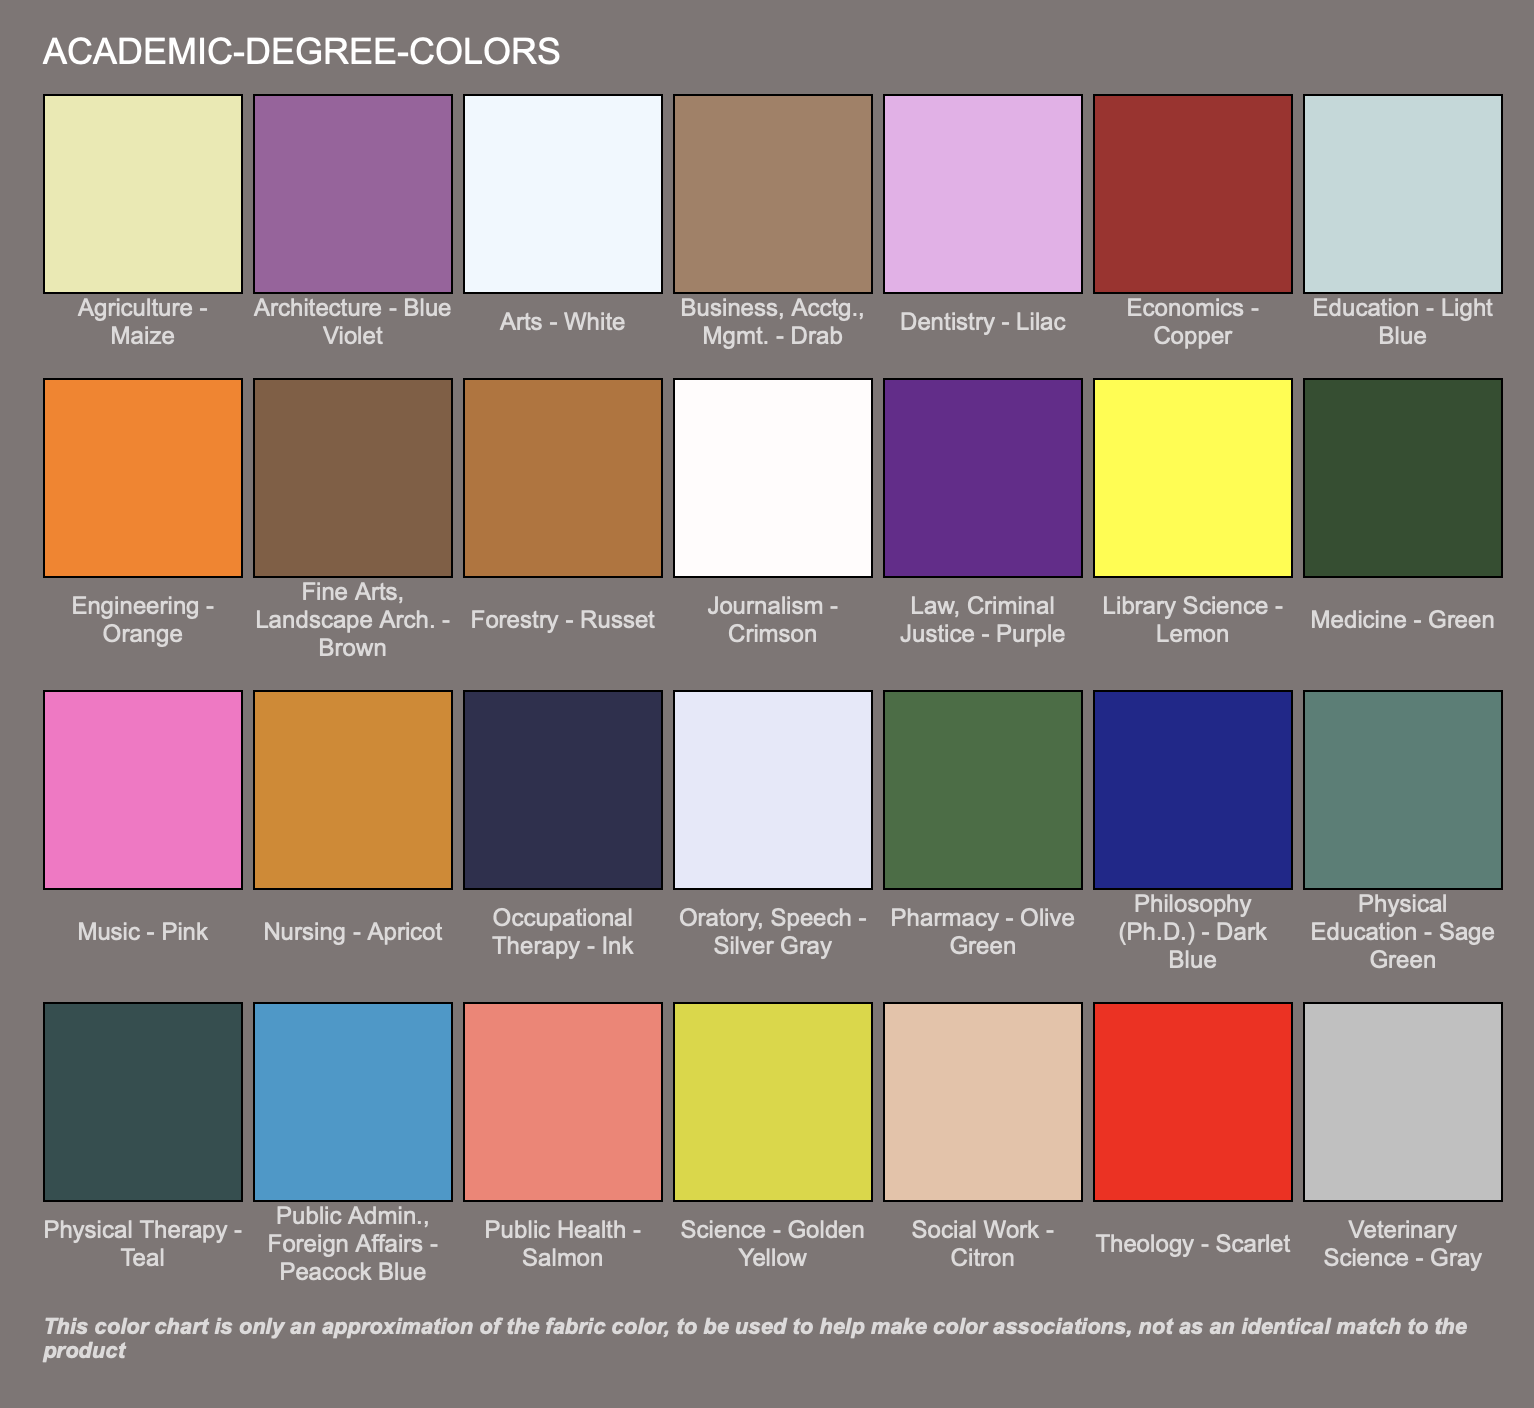 ACADEMIC-DEGREE-COLORS
Agriculture -
Maize
Architecture - Blue
Violet
Arts - White
Business, Acctg.,
Mgmt. - Drab
Dentistry - Lilac
Economics -
Copper
Education - Light
Blue
Engineering -
Orange
Fine Arts,
Landscape Arch. -
Brown
Forestry - Russet
Journalism -
Crimson
Law, Criminal
Justice - Purple
Library Science -
Lemon
Medicine - Green
Music - Pink
Nursing - Apricot
Occupational
Therapy - Ink
Oratory, Speech -
Silver Gray
Pharmacy - Olive
Green
Philosophy
(Ph.D.) - Dark
Blue
Physical
Education - Sage
Green
Physical Therapy -
Teal
Public Admin.,
Foreign Affairs -
Peacock Blue
Public Health -
Salmon
Science - Golden
Yellow
Social Work -
Citron
Theology - Scarlet
Veterinary
Science - Gray
This color chart is only an approximation of the fabric color, to be used to help make color associations, not as an identical match to the
product